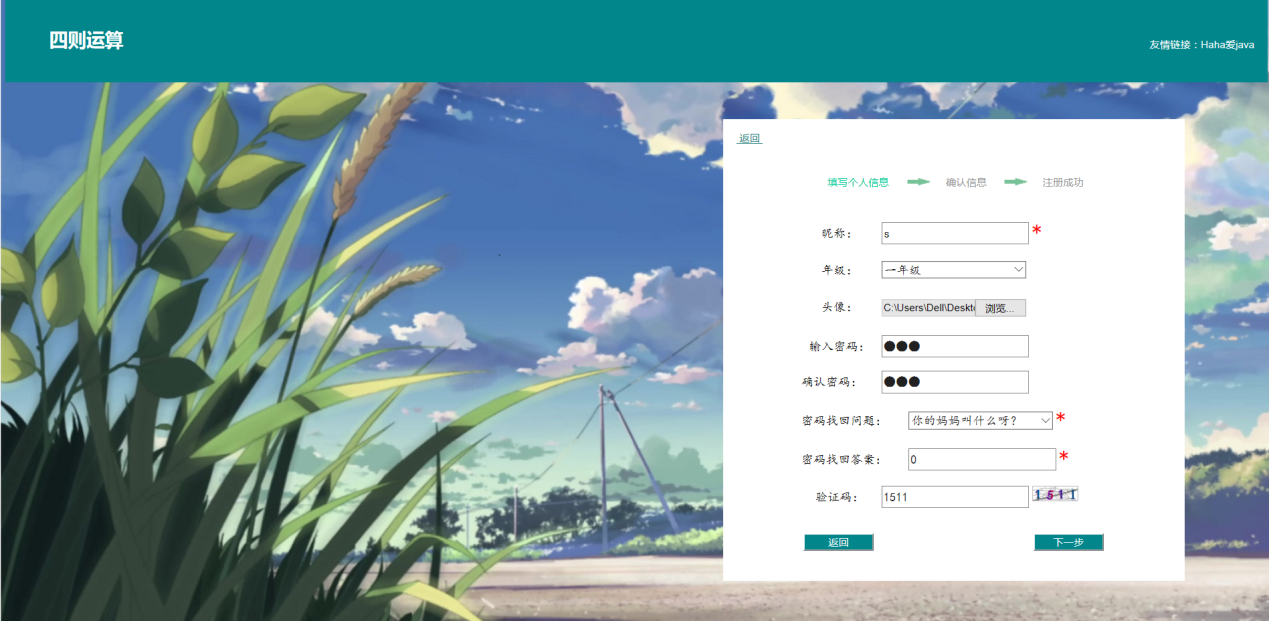 四则运算
友情链接：Haha爱java
返回
填写个人信息 确认信息 注册成功
昵称： s *
年级： 一年级
头像： C:\Users\Dell\Deskto 浏览...
输入密码： ●●●
确认密码： ●●●
密码找回问题： 你的妈妈叫什么呀？ *
密码找回答案： 0 *
验证码： 1511 1511
返回 下一步